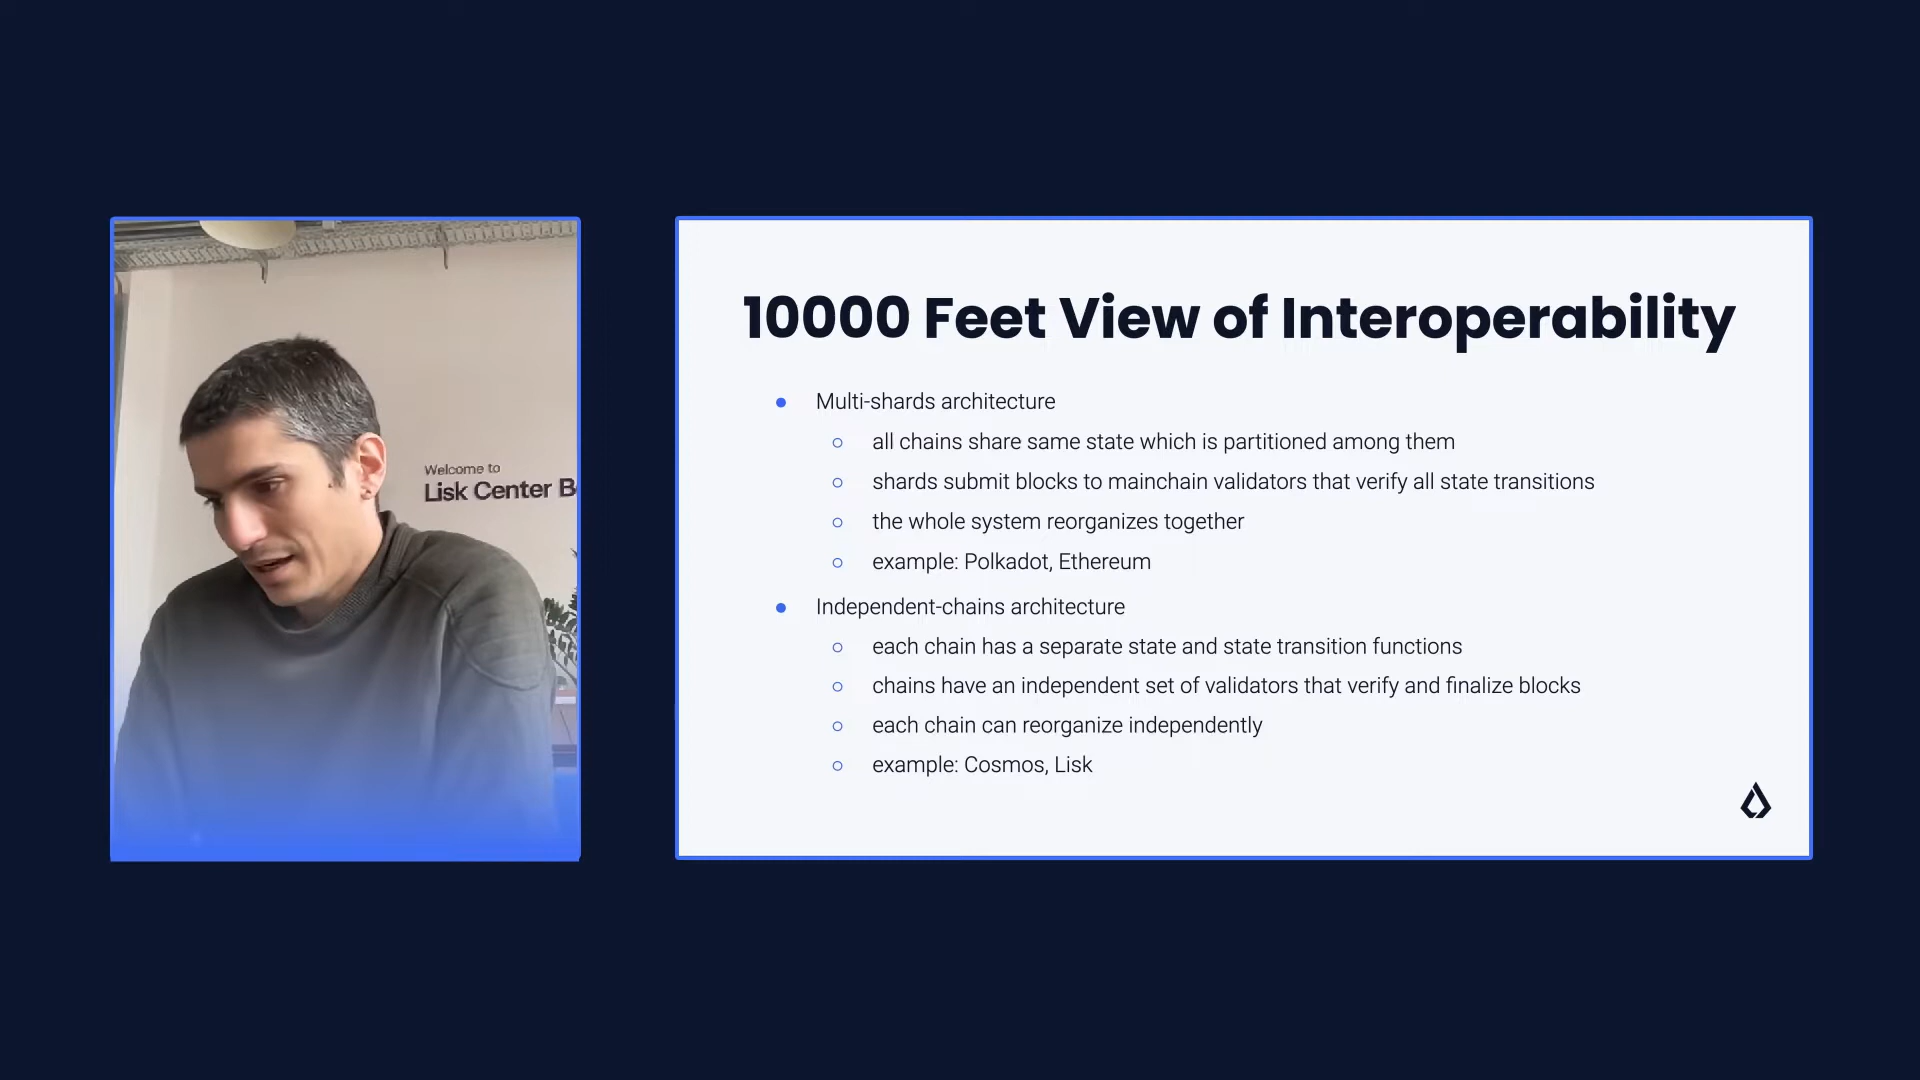 Welcome to
Lisk Center B
10000 Feet View of Interoperability
Multi-shards architecture
all chains share same state which is partitioned among them
shards submit blocks to mainchain validators that verify all state transitions
the whole system reorganizes together
example: Polkadot, Ethereum
Independent-chains architecture
each chain has a separate state and state transition functions
chains have an independent set of validators that verify and finalize blocks
each chain can reorganize independently
example: Cosmos, Lisk